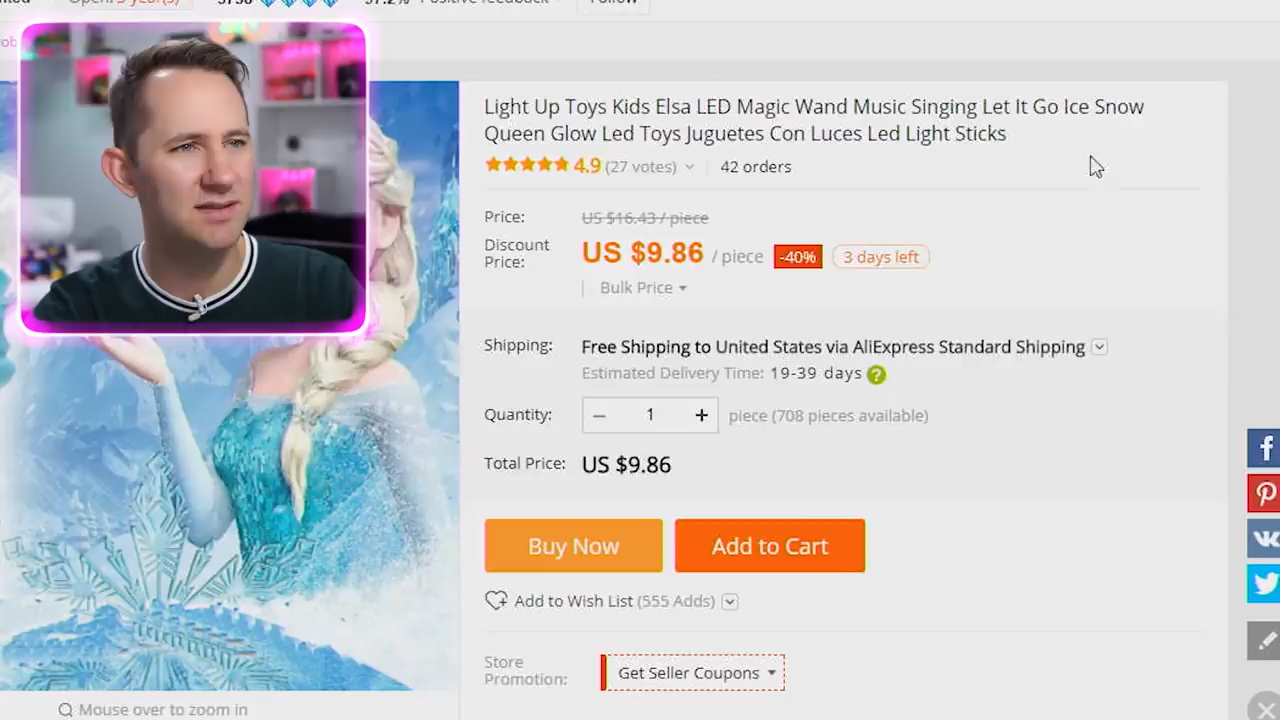 Positive feedback
Follow
Light Up Toys Kids Elsa LED Magic Wand Music Singing Let It Go Ice Snow
Queen Glow Led Toys Juguetes Con Luces Led Light Sticks
4.9 (27 votes) 42 orders
Price: US $16.43 / piece
Discount
Price: US $9.86 / piece -40% 3 days left
Bulk Price
Shipping: Free Shipping to United States via AliExpress Standard Shipping
Estimated Delivery Time: 19-39 days ?
Quantity: − 1 + piece (708 pieces available)
Total Price: US $9.86
Buy Now Add to Cart
Add to Wish List (555 Adds)
Store
Promotion: Get Seller Coupons
Mouse over to zoom in